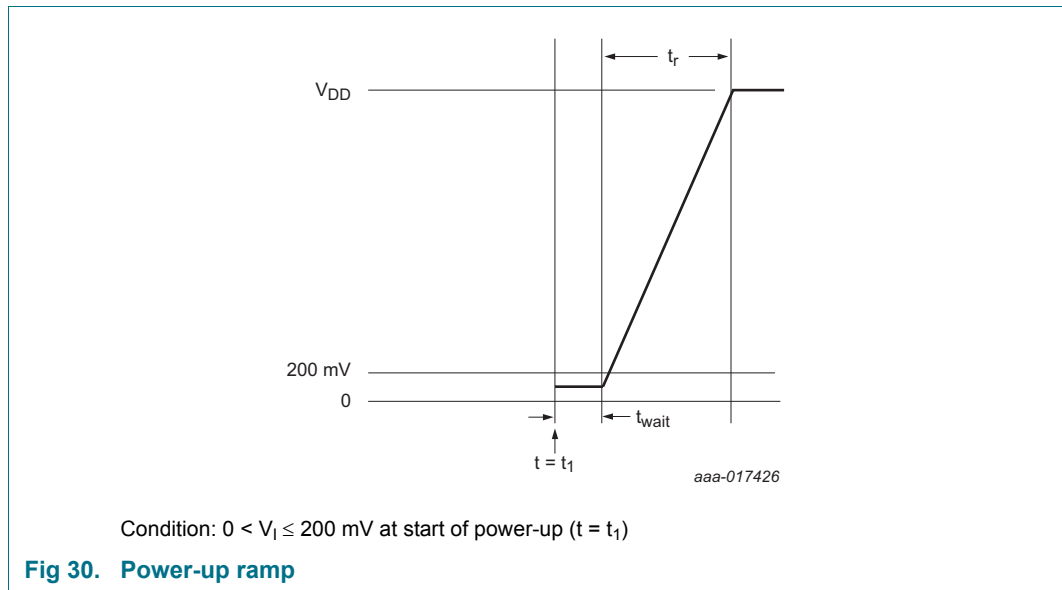 t_r
V_DD
200 mV
0
t_wait
t = t_1
aaa-017426
Condition: 0 < V_I ≤ 200 mV at start of power-up (t = t_1)
Fig 30. Power-up ramp